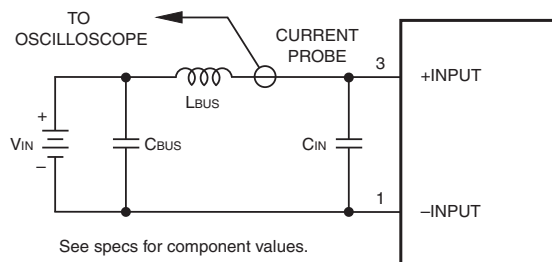 TO
OSCILLOSCOPE
CURRENT
PROBE
3
+INPUT
LBUS
+
VIN
–
CBUS
CIN
1
–INPUT
See specs for component values.